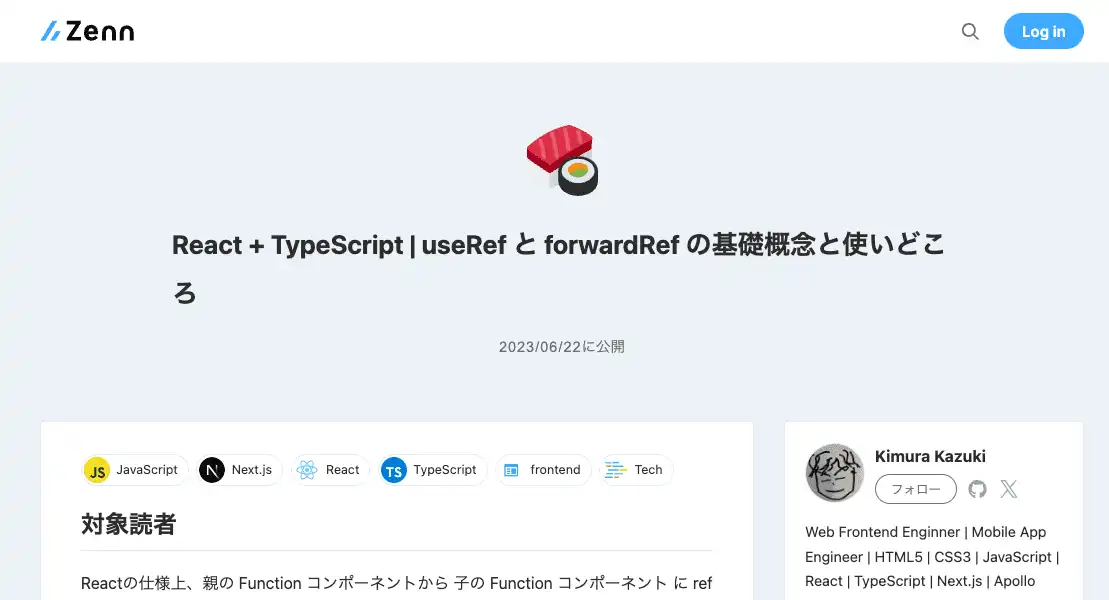 Zenn
Log in
React + TypeScript | useRef と forwardRef の基礎概念と使いどこ
ろ
2023/06/22に公開
JS JavaScript
N Next.js
React
TS TypeScript
frontend
Tech
対象読者
Reactの仕様上、親の Function コンポーネントから 子の Function コンポーネント に ref
Kimura Kazuki
フォロー
Web Frontend Enginner | Mobile App
Engineer | HTML5 | CSS3 | JavaScript |
React | TypeScript | Next.js | Apollo